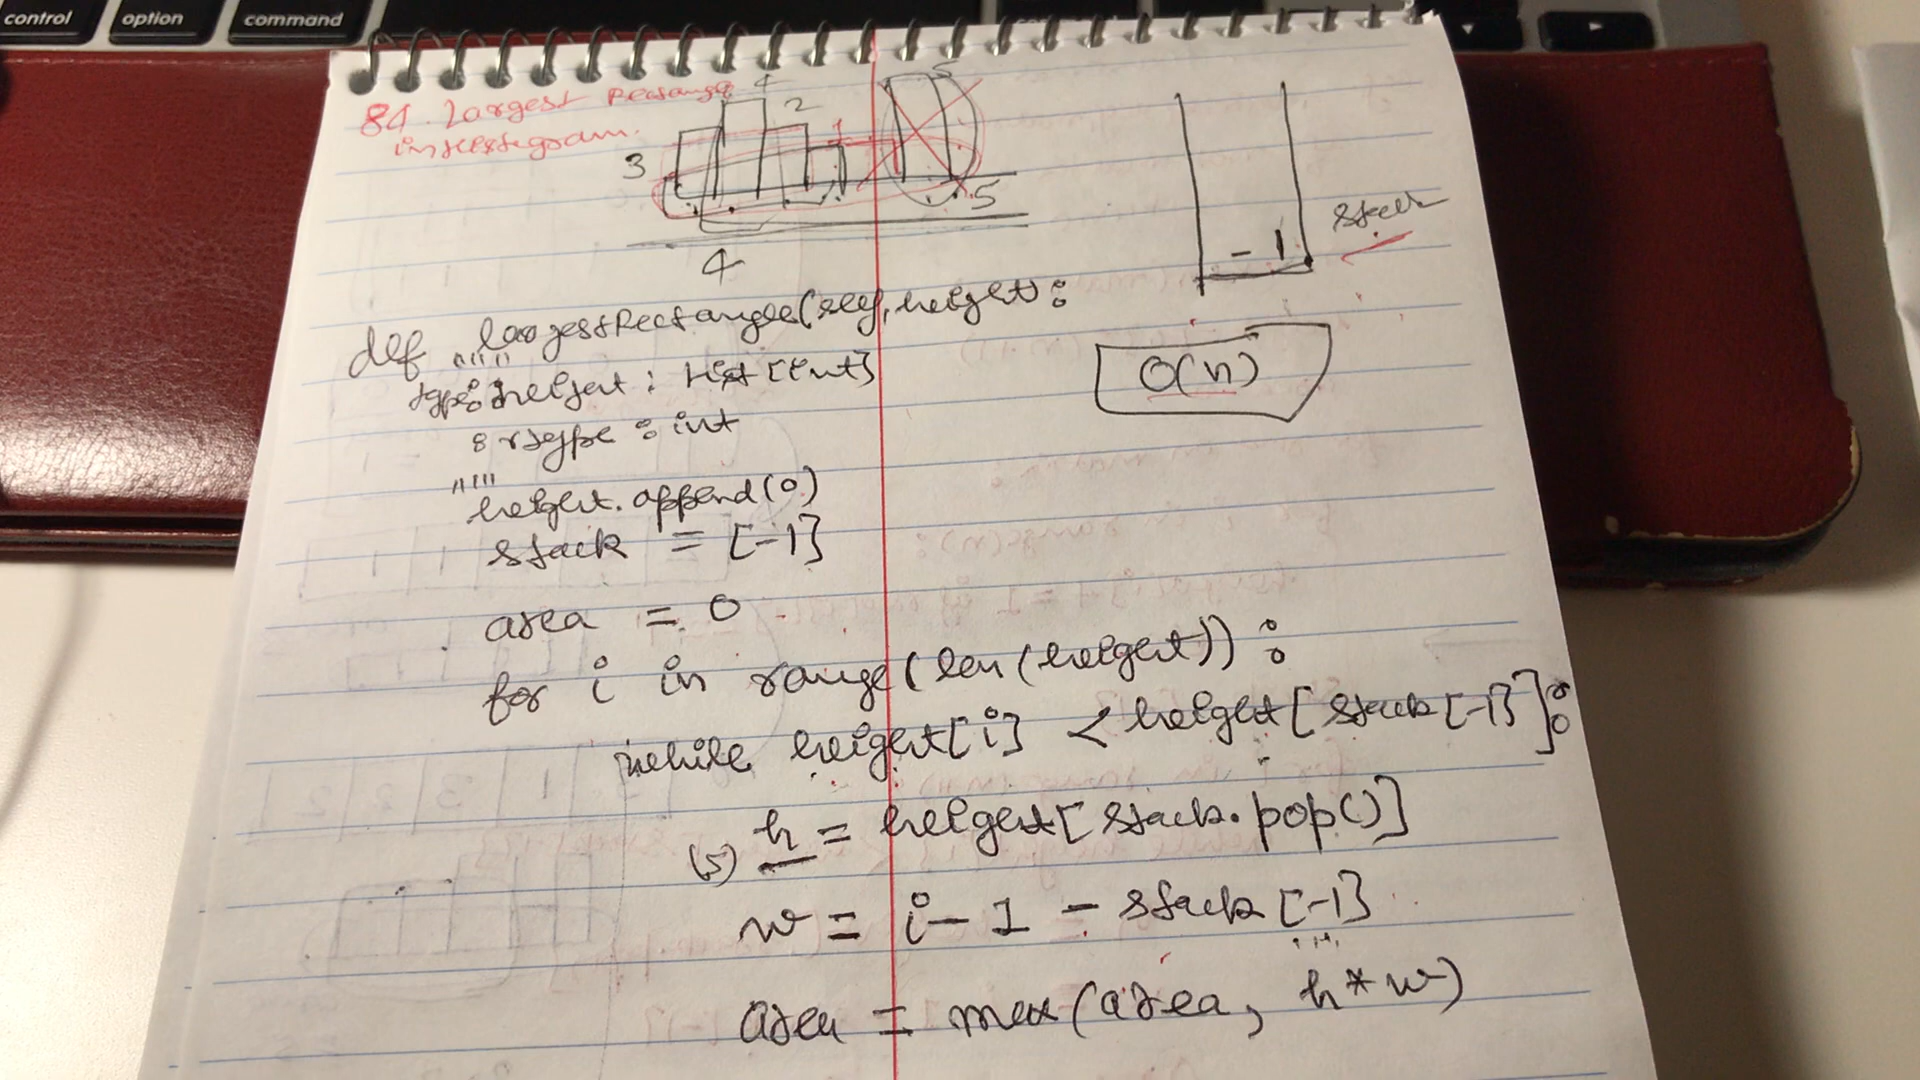 control option command
84. Largest Rectange
in Histogram.
4
5
2
1
3
5
4
- 1
stack
def largestRectangle(self, height):
""""
type: height: List [int]
: rtype : int
""""
O(n)
height.append(0)
stack = [-1]
area = 0
for i in range(len(height)):
while height[i] < height[stack[-1]]:
(5) h = height[stack.pop()]
w = i - 1 - stack[-1]
area = max(area, h*w)